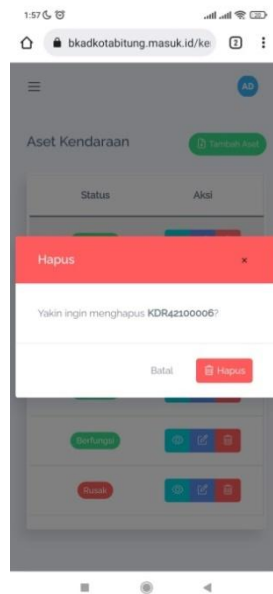 1:57
bkadkotabitung.masuk.id/ke
2
AD
Aset Kendaraan
Tambah Aset
Status
Aksi
Hapus
×
Yakin ingin menghapus KDR42100006?
Batal
Hapus
Berfungsi
Rusak